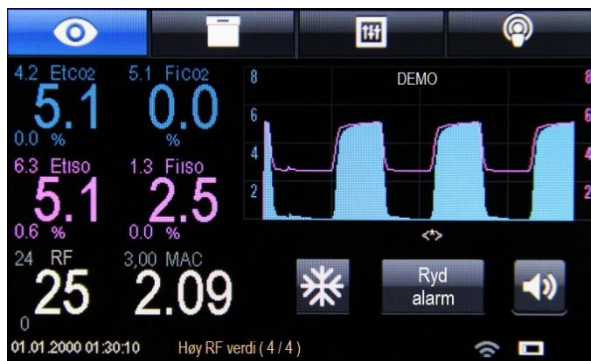 4.2 Etco2 5.1 Fico2
5.1 0.0
0.0 % %
6.3 Etiso 1.3 Fiiso
5.1 2.5
0.6 % 0.0 %
24 RF 3,00 MAC
25 2.09
0
8 DEMO 8
6 6
4 4
2 2
<*>
Ryd
alarm
01.01.2000 01:30:10 Høy RF verdi ( 4 / 4 )